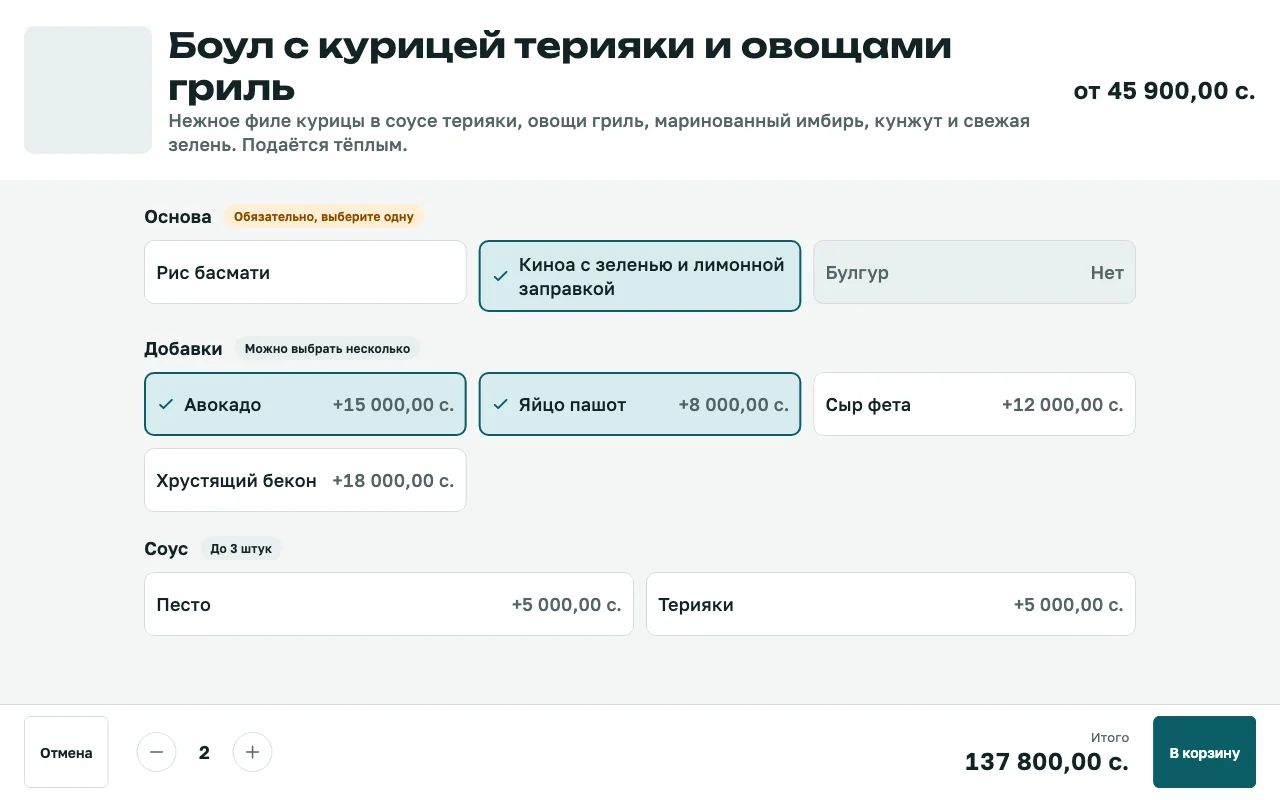 Боул с курицей терияки и овощами
гриль
от 45 900,00 с.
Нежное филе курицы в соусе терияки, овощи гриль, маринованный имбирь, кунжут и свежая
зелень. Подаётся тёплым.
Основа
Обязательно, выберите одну
Рис басмати
Киноа с зеленью и лимонной
заправкой
Булгур
Нет
Добавки
Можно выбрать несколько
Авокадо
+15 000,00 с.
Яйцо пашот
+8 000,00 с.
Сыр фета
+12 000,00 с.
Хрустящий бекон
+18 000,00 с.
Соус
До 3 штук
Песто
+5 000,00 с.
Терияки
+5 000,00 с.
Отмена
2
Итого
137 800,00 с.
В корзину